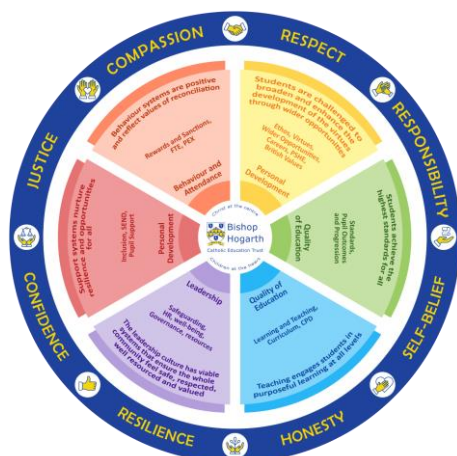 COMPASSION
RESPECT
RESPONSIBILITY
SELF-BELIEF
HONESTY
RESILIENCE
CONFIDENCE
JUSTICE
Behaviour systems are positive
and reflect values of reconciliation
Rewards and Sanctions,
FTE, PEX
Behaviour and
Attendance
Students are challenged to
broaden and enhance the
development of the virtues
through wider opportunities
Ethos, Virtues,
Wider Opportunities,
Careers, PSHE,
British Values
Personal
Development
Students achieve the
highest standards for all
Standards,
Pupil Outcomes
and Progression
Quality
of Education
Quality of
Education
Learning and Teaching,
Curriculum, CPD
Teaching engages students in
purposeful learning at all levels
Leadership
Safeguarding,
HR, well-being,
Governance, resources
The leadership culture has viable
systems that ensure the whole
community feel safe, respected,
well resourced and valued
Support systems nurture
resilience and opportunities
for all
Inclusion, SEND,
Pupil Support
Personal
Development
Christ at the centre
Bishop
Hogarth
Catholic Education Trust
Children at the heart